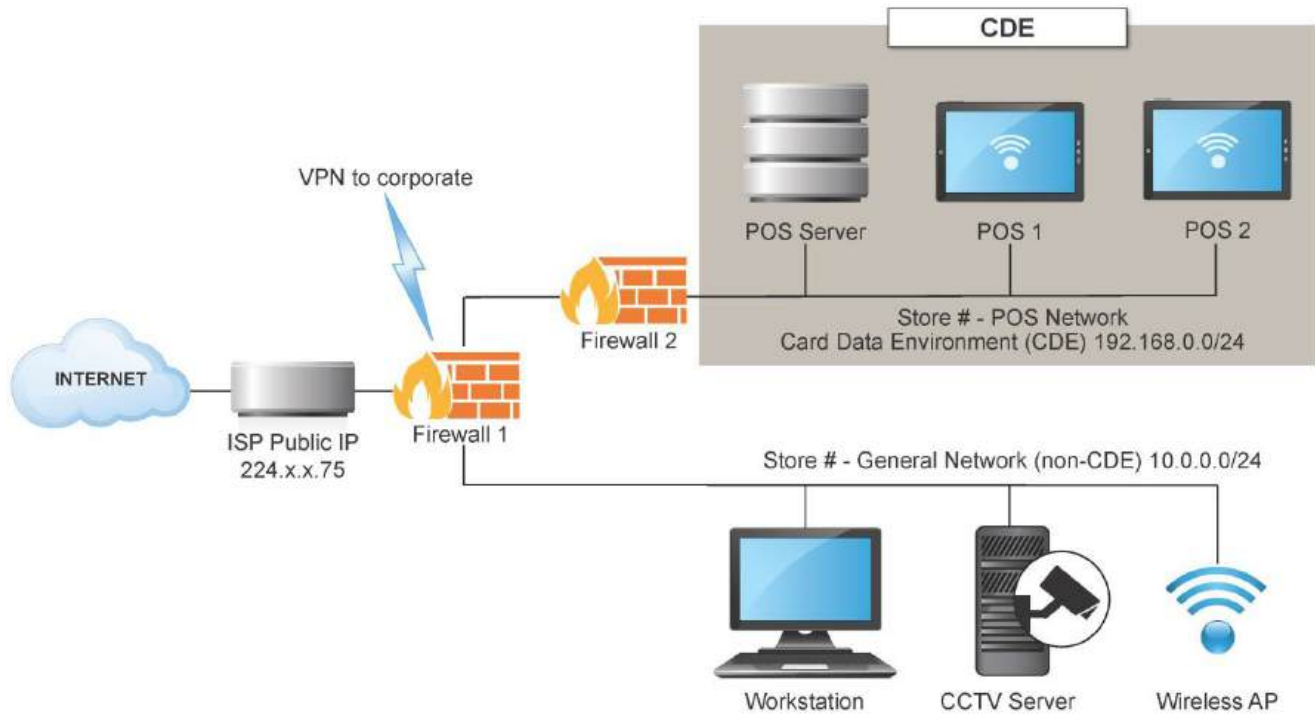 CDE
VPN to corporate
POS Server
POS 1
POS 2
Firewall 2
Store # - POS Network
Card Data Environment (CDE) 192.168.0.0/24
INTERNET
ISP Public IP
224.x.x.75
Firewall 1
Store # - General Network (non-CDE) 10.0.0.0/24
Workstation
CCTV Server
Wireless AP